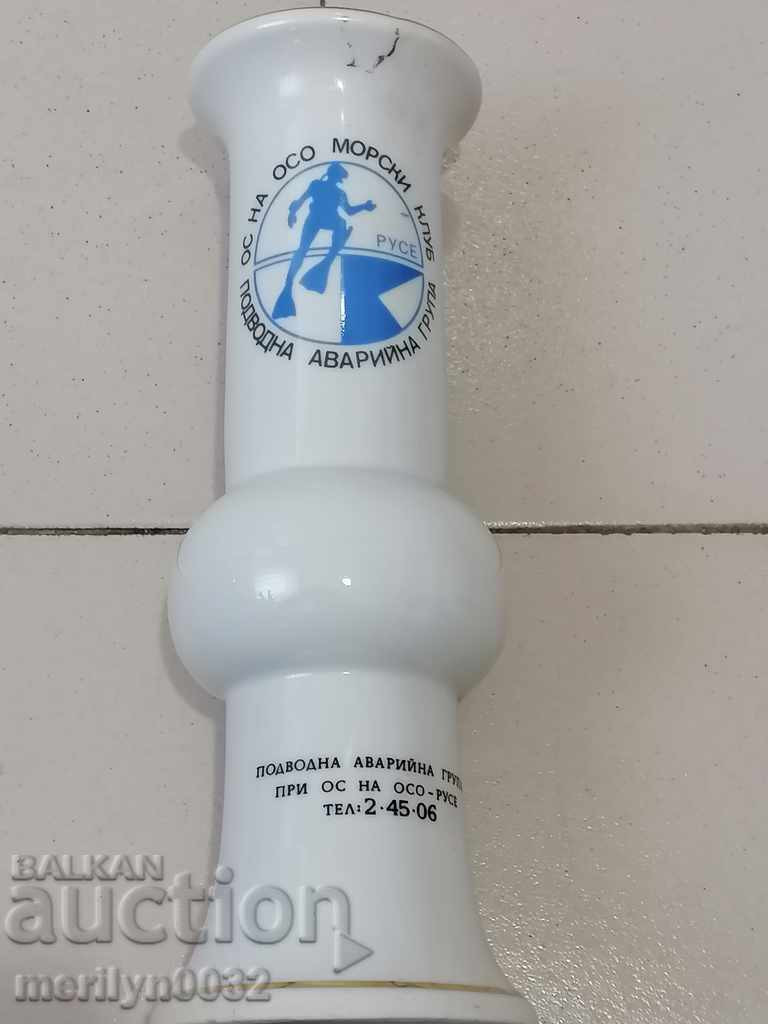 ОС НА ОСО МОРСКИ КЛУБ
РУСЕ
ПОДВОДНА АВАРИЙНА ГРУПА
ПОДВОДНА АВАРИЙНА ГРУПА
ПРИ ОС НА ОСО-РУСЕ
ТЕЛ: 2·45·06
BALKAN
auction
merilyn0032